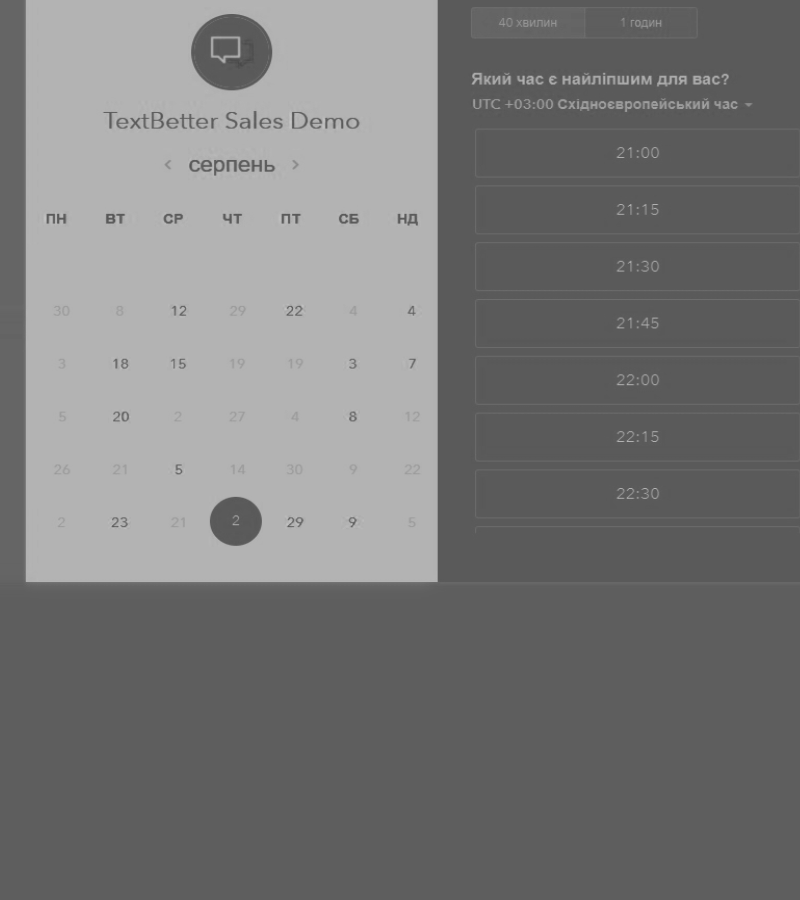 TextBetter Sales Demo
серпень
ПН ВТ СР ЧТ ПТ СБ НД
30 8 12 29 22 4 4
3 18 15 19 19 3 7
5 20 2 27 4 8 12
26 21 5 14 30 9 22
2 23 21 2 29 9 5
40 хвилин 1 годин
Який час є найліпшим для вас?
UTC +03:00 Східноєвропейський час
21:00
21:15
21:30
21:45
22:00
22:15
22:30